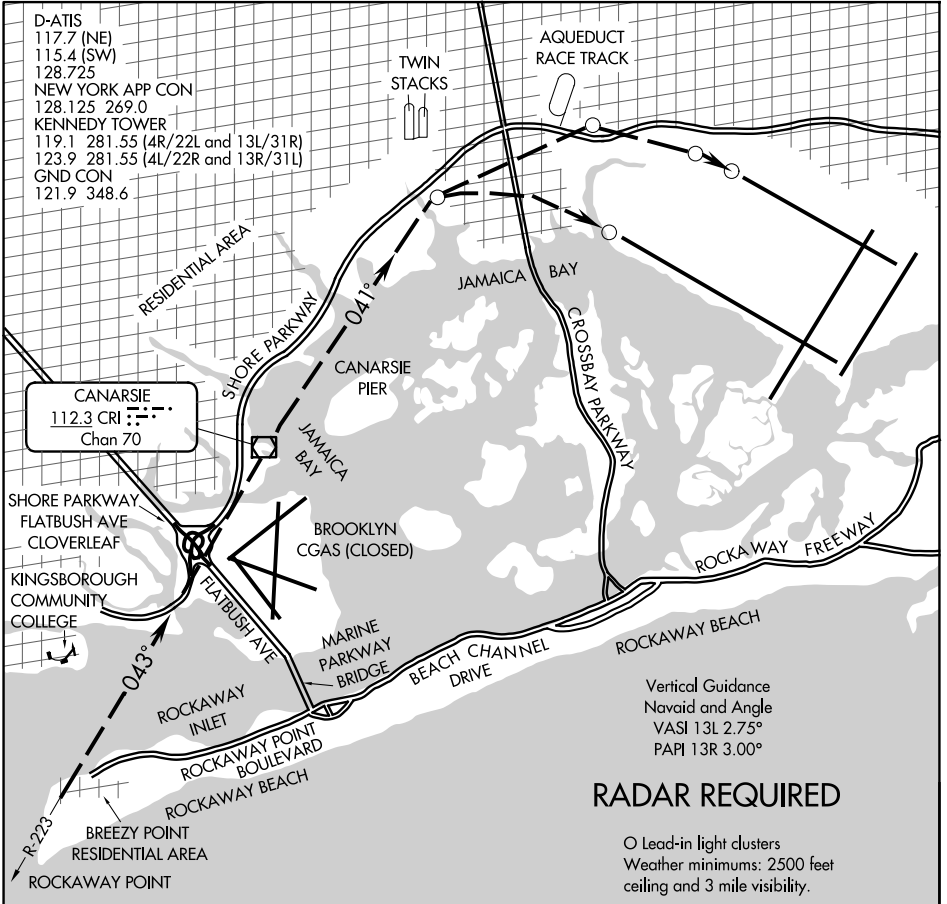 D-ATIS
117.7 (NE)
115.4 (SW)
128.725
NEW YORK APP CON
128.125 269.0
KENNEDY TOWER
119.1 281.55 (4R/22L and 13L/31R)
123.9 281.55 (4L/22R and 13R/31L)
GND CON
121.9 348.6
TWIN
STACKS
AQUEDUCT
RACE TRACK
RESIDENTIAL AREA
SHORE PARKWAY
041°
JAMAICA BAY
CROSSBAY PARKWAY
CANARSIE
PIER
CANARSIE
112.3 CRI
Chan 70
JAMAICA
BAY
SHORE PARKWAY
FLATBUSH AVE
CLOVERLEAF
BROOKLYN
CGAS (CLOSED)
KINGSBOROUGH
COMMUNITY
COLLEGE
FLATBUSH AVE
043°
MARINE
PARKWAY
BRIDGE
BEACH CHANNEL
DRIVE
ROCKAWAY FREEWAY
ROCKAWAY BEACH
ROCKAWAY
INLET
ROCKAWAY POINT
BOULEVARD
ROCKAWAY BEACH
R-223
BREEZY POINT
RESIDENTIAL AREA
ROCKAWAY POINT
Vertical Guidance
Navaid and Angle
VASI 13L 2.75°
PAPI 13R 3.00°
RADAR REQUIRED
O Lead-in light clusters
Weather minimums: 2500 feet
ceiling and 3 mile visibility.